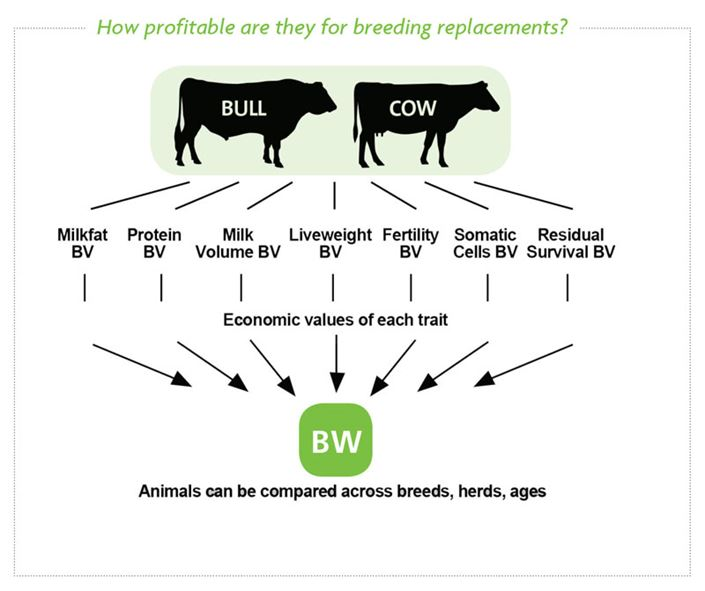 How profitable are they for breeding replacements?
BULL
COW
Milkfat
BV
Protein
BV
Milk
Volume BV
Liveweight
BV
Fertility
BV
Somatic
Cells BV
Residual
Survival BV
Economic values of each trait
BW
Animals can be compared across breeds, herds, ages